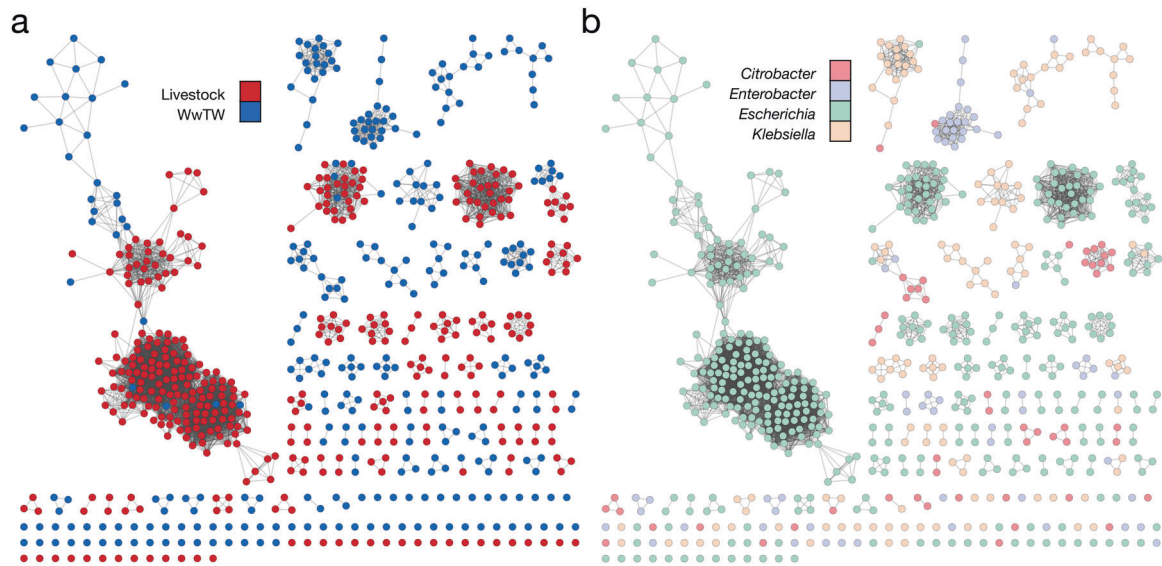 a
Livestock
WwTW
b
Citrobacter
Enterobacter
Escherichia
Klebsiella